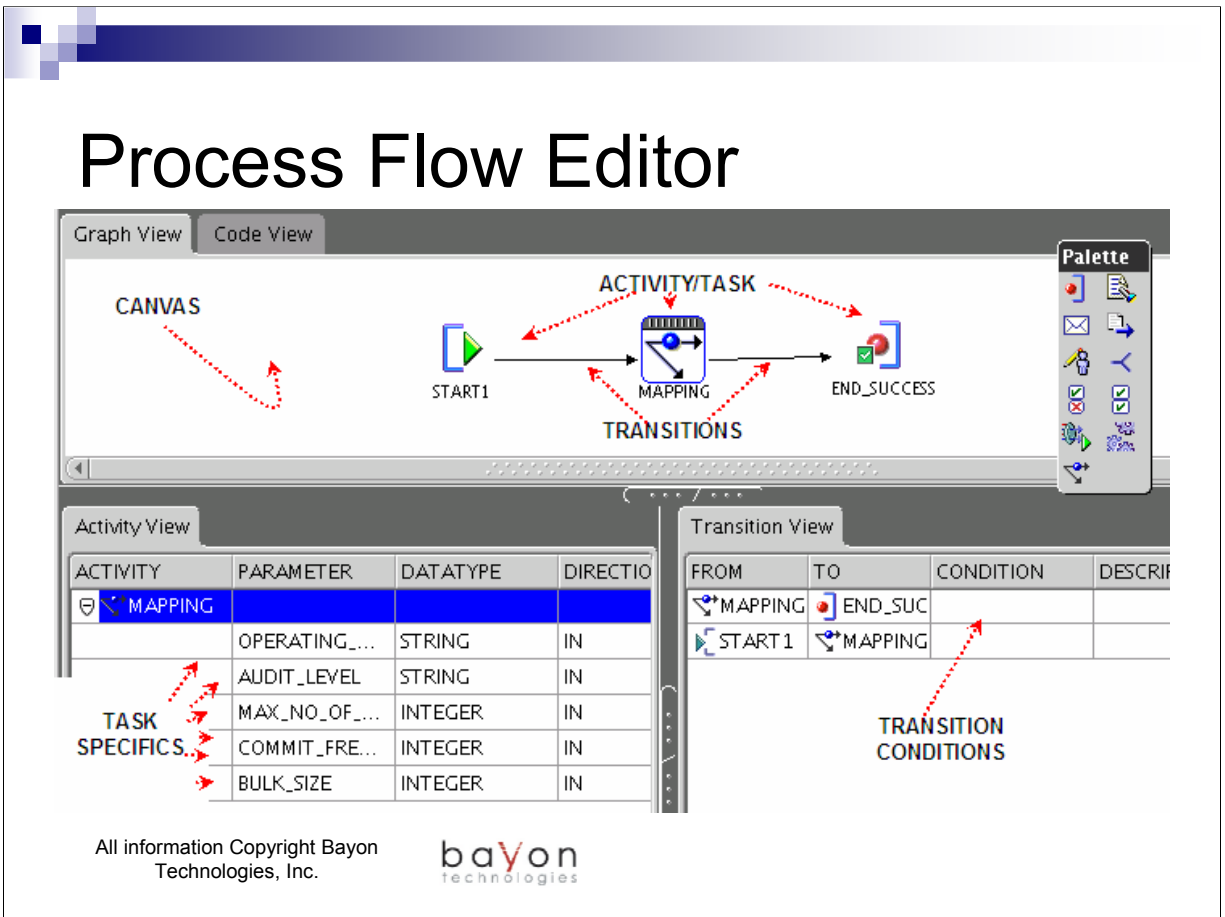 Process Flow Editor
Graph View Code View
Palette
CANVAS
ACTIVITY/TASK
START1
MAPPING
END_SUCCESS
TRANSITIONS
Activity View
ACTIVITY PARAMETER DATATYPE DIRECTIO
MAPPING
OPERATING_... STRING IN
AUDIT_LEVEL STRING IN
MAX_NO_OF_... INTEGER IN
COMMIT_FRE... INTEGER IN
BULK_SIZE INTEGER IN
TASK
SPECIFICS
Transition View
FROM TO CONDITION DESCRIP
MAPPING END_SUC
START1 MAPPING
TRANSITION
CONDITIONS
All information Copyright Bayon
Technologies, Inc.
bayon
technologies